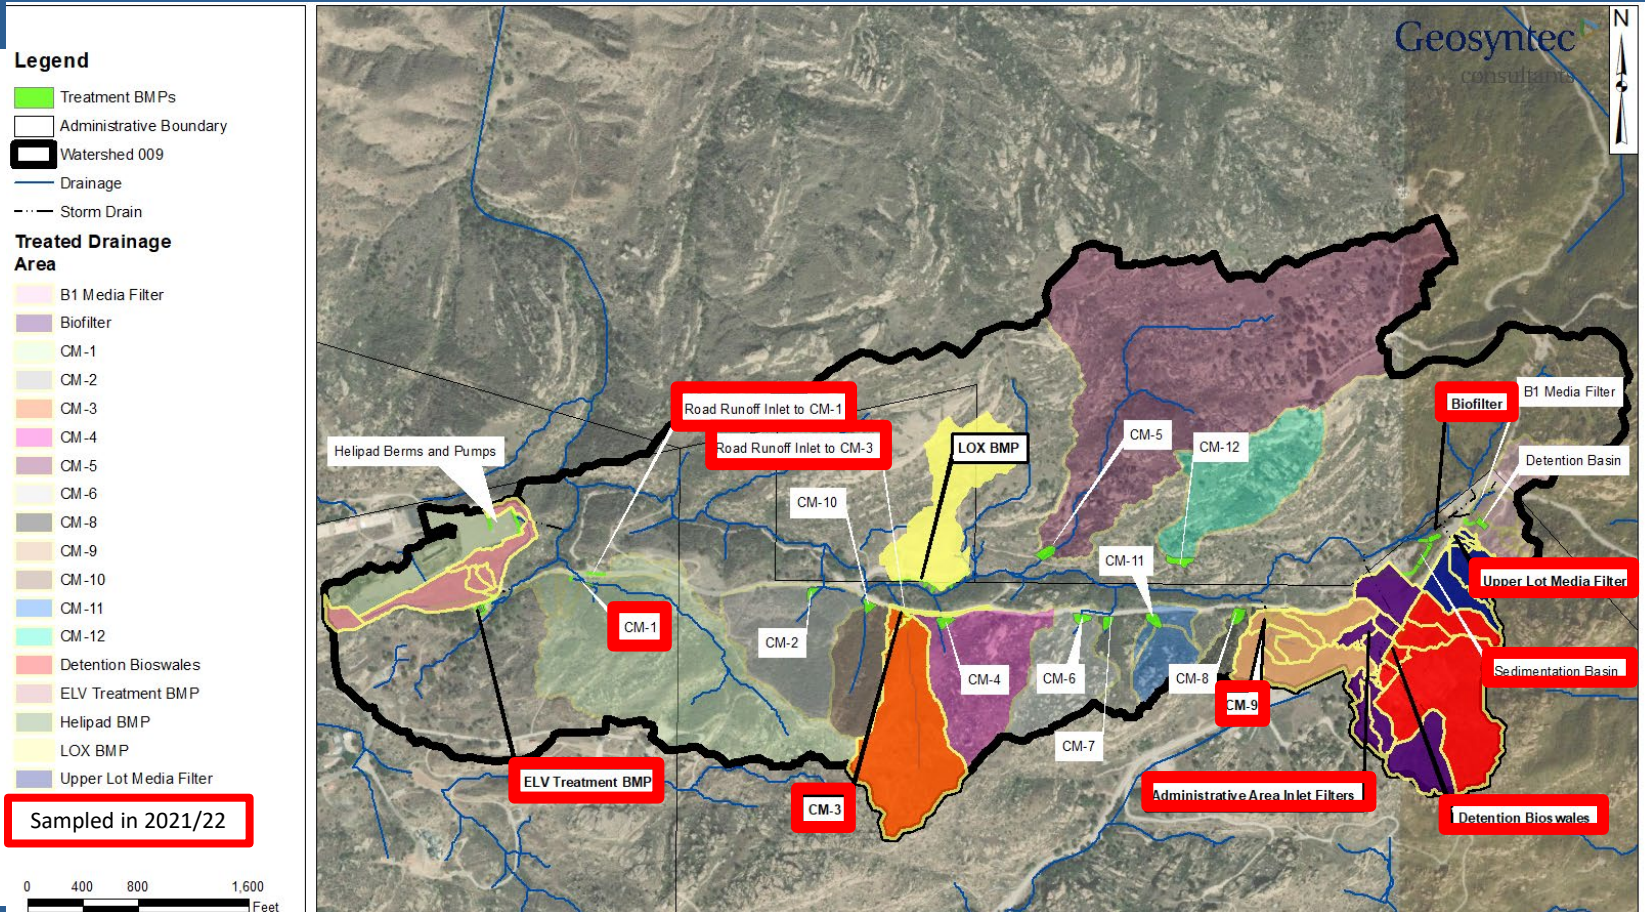 Legend
Treatment BMPs
Administrative Boundary
Watershed 009
Drainage
Storm Drain
Treated Drainage
Area
B1 Media Filter
Biofilter
CM-1
CM-2
CM-3
CM-4
CM-5
CM-6
CM-8
CM-9
CM-10
CM-11
CM-12
Detention Bioswales
ELV Treatment BMP
Helipad BMP
LOX BMP
Upper Lot Media Filter
Sampled in 2021/22
0 400 800 1,600
Feet
Geosyntec
consultants
N
Road Runoff Inlet to CM-1
Road Runoff Inlet to CM-3
Helipad Berms and Pumps
LOX BMP
CM-10
CM-5
CM-12
Biofilter
B1 Media Filter
Detention Basin
CM-11
Upper Lot Media Filter
CM-1
CM-2
CM-4
CM-6
CM-8
CM-9
Sedimentation Basin
CM-7
ELV Treatment BMP
CM-3
Administrative Area Inlet Filters
Detention Bioswales